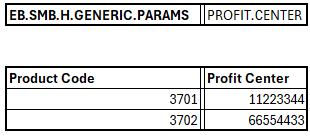 EB.SMB.H.GENERIC.PARAMS PROFIT.CENTER
Product Code Profit Center
3701 11223344
3702 66554433